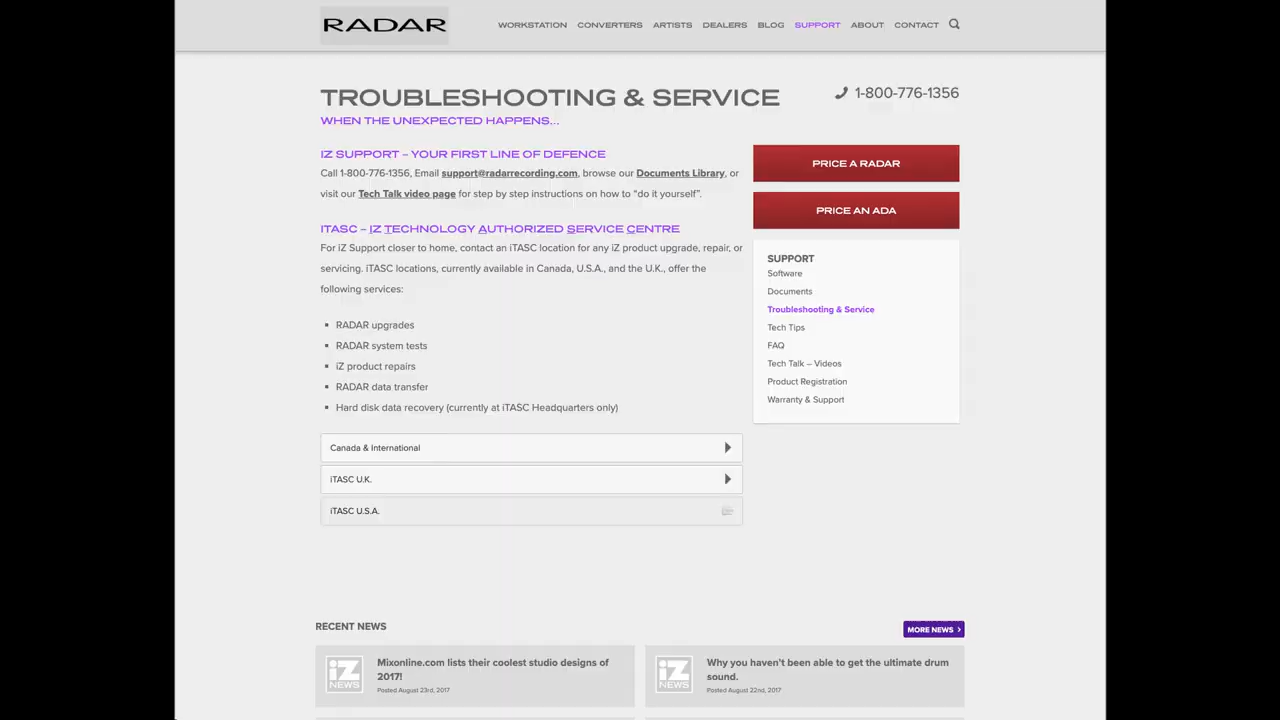 RADAR
WORKSTATION CONVERTERS ARTISTS DEALERS BLOG SUPPORT ABOUT CONTACT
TROUBLESHOOTING & SERVICE
1-800-776-1356
WHEN THE UNEXPECTED HAPPENS...
IZ SUPPORT – YOUR FIRST LINE OF DEFENCE
Call 1-800-776-1356, Email support@radarrecording.com, browse our Documents Library, or
visit our Tech Talk video page for step by step instructions on how to “do it yourself”.
ITASC – IZ TECHNOLOGY AUTHORIZED SERVICE CENTRE
For iZ Support closer to home, contact an iTASC location for any iZ product upgrade, repair, or
servicing. iTASC locations, currently available in Canada, U.S.A., and the U.K., offer the
following services:
RADAR upgrades
RADAR system tests
iZ product repairs
RADAR data transfer
Hard disk data recovery (currently at iTASC Headquarters only)
Canada & International
iTASC U.K.
iTASC U.S.A.
PRICE A RADAR
PRICE AN ADA
SUPPORT
Software
Documents
Troubleshooting & Service
Tech Tips
FAQ
Tech Talk – Videos
Product Registration
Warranty & Support
RECENT NEWS
MORE NEWS
iZ NEWS
Mixonline.com lists their coolest studio designs of
2017!
Posted August 23rd, 2017
iZ NEWS
Why you haven’t been able to get the ultimate drum
sound.
Posted August 22nd, 2017